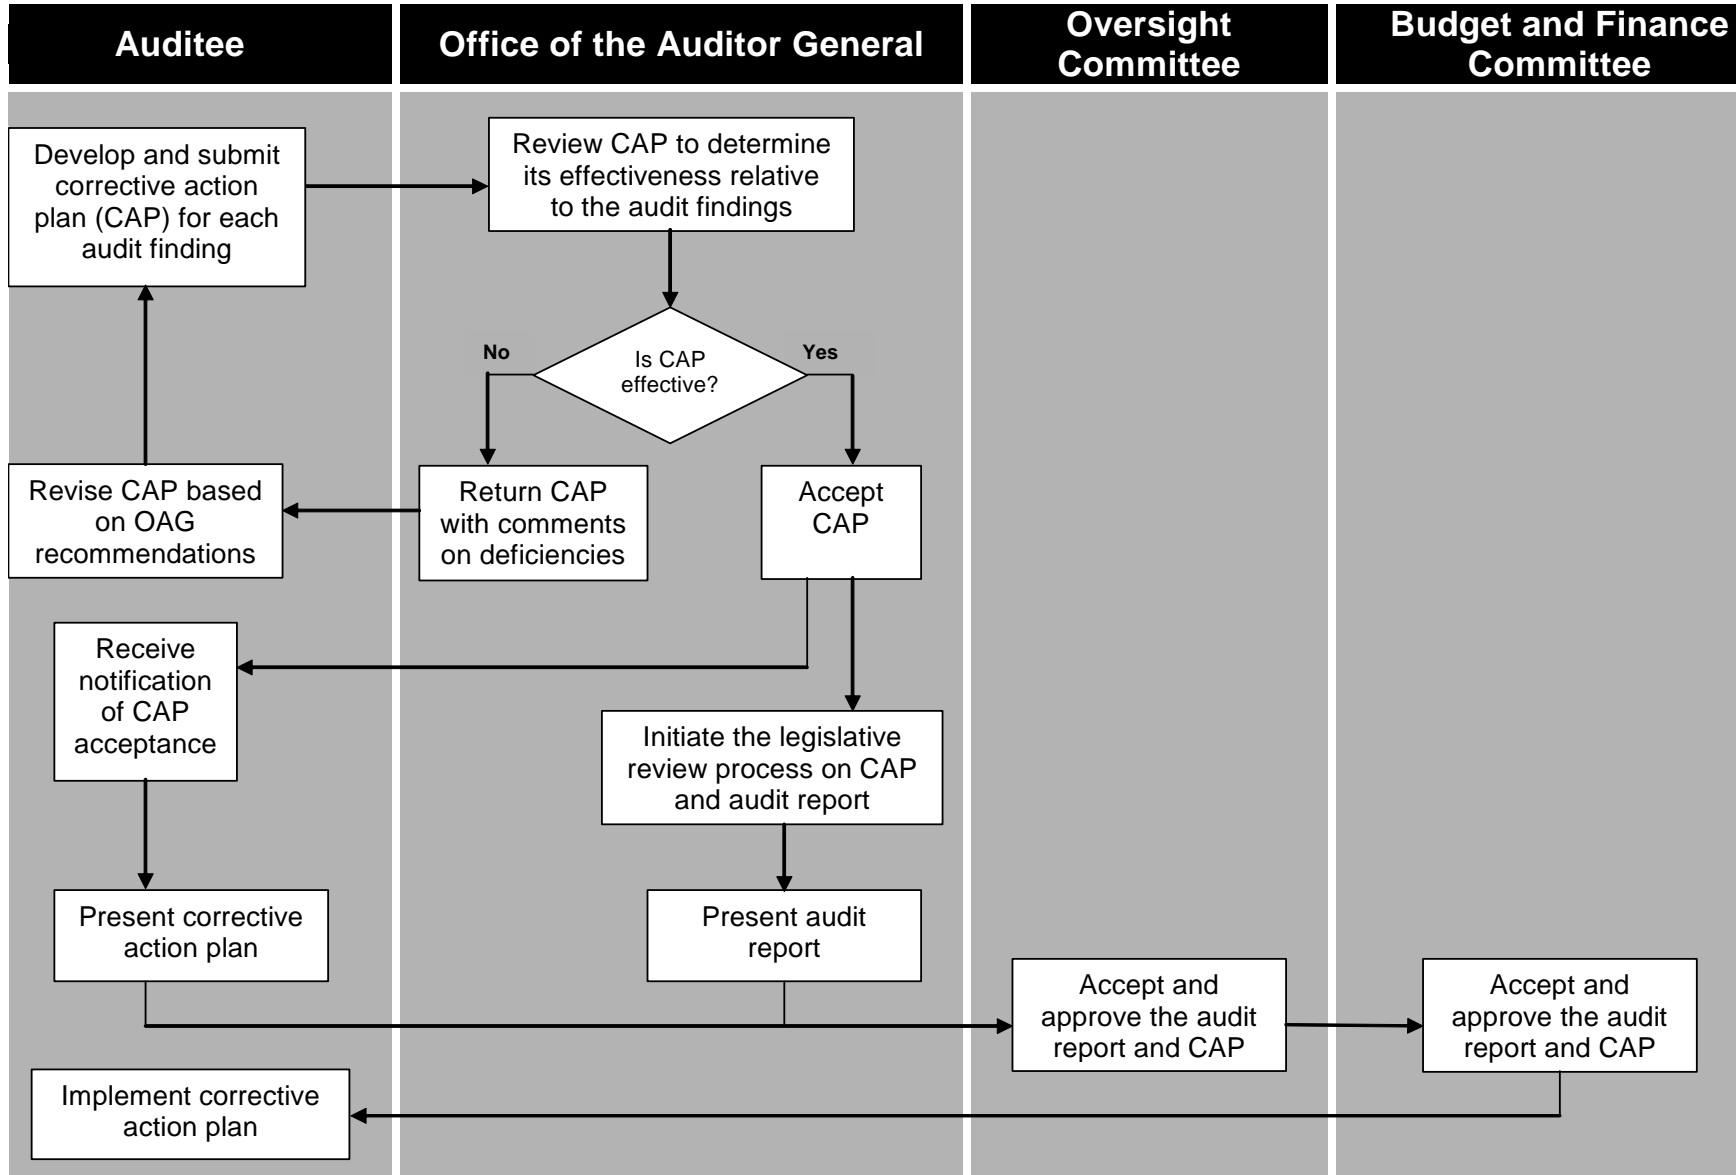 Auditee
Office of the Auditor General
Oversight
Committee
Budget and Finance
Committee
Develop and submit
corrective action
plan (CAP) for each
audit finding
Review CAP to determine
its effectiveness relative
to the audit findings
No
Is CAP
effective?
Yes
Revise CAP based
on OAG
recommendations
Return CAP
with comments
on deficiencies
Accept
CAP
Receive
notification
of CAP
acceptance
Initiate the legislative
review process on CAP
and audit report
Present corrective
action plan
Present audit
report
Accept and
approve the audit
report and CAP
Accept and
approve the audit
report and CAP
Implement corrective
action plan